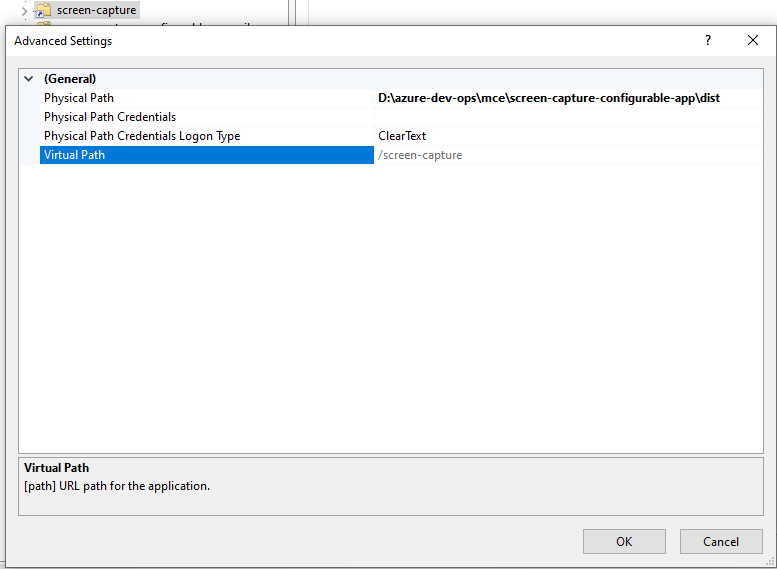 screen-capture
Advanced Settings
?
(General)
Physical Path D:\azure-dev-ops\mce\screen-capture-configurable-app\dist
Physical Path Credentials
Physical Path Credentials Logon Type ClearText
Virtual Path /screen-capture
Virtual Path
[path] URL path for the application.
OK Cancel